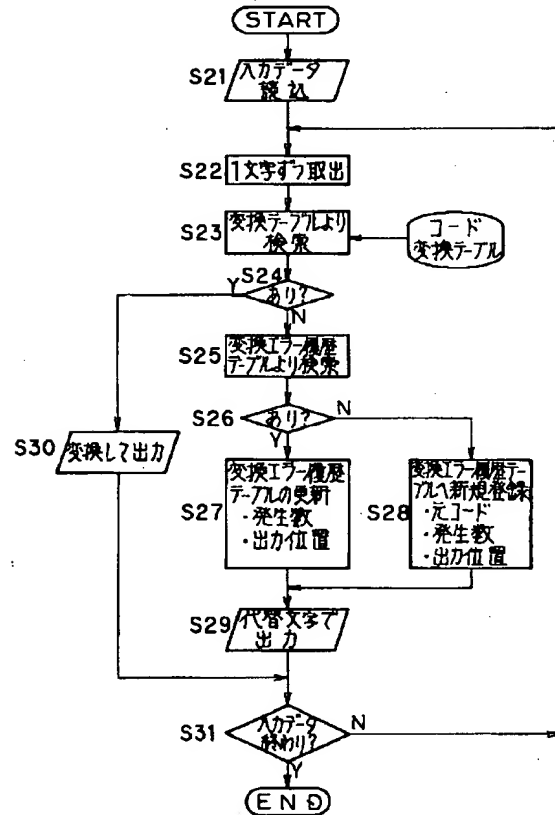 START
S21
入力データ
読込
S22
1文字ずつ取出
S23
変換テーブルより
検索
コード
変換テーブル
S24
あり?
Y
N
S25
変換エラー履歴
テーブルより検索
S26
あり?
N
Y
S30
変換して出力
S27
変換エラー履歴
テーブルの更新
・発生数
・出力位置
S28
変換エラー履歴テー
ブルへ新規登録
・元コード
・発生数
・出力位置
S29
代替文字で
出力
S31
入力データ
終わり?
N
Y
END